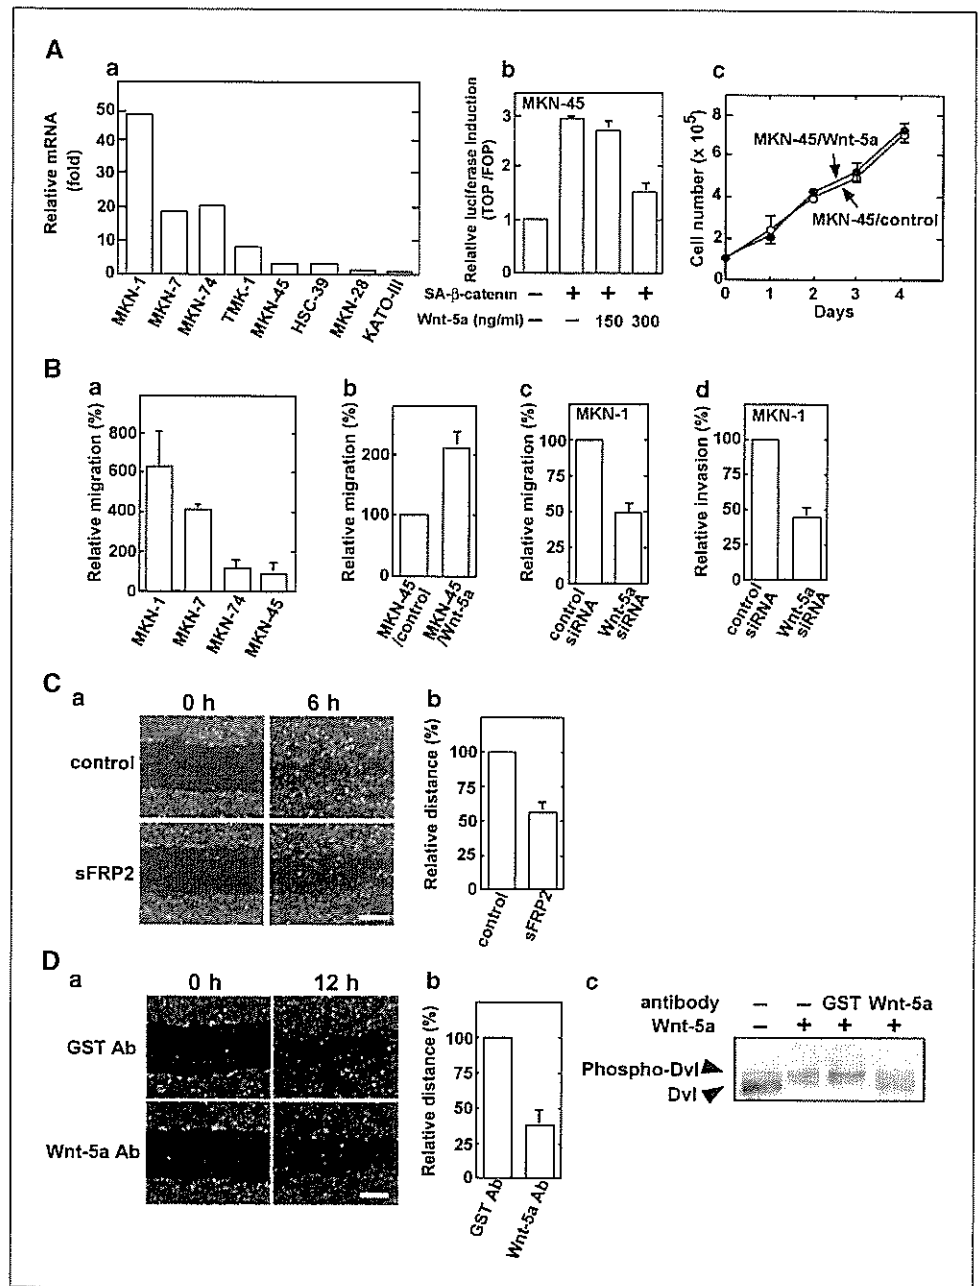 A
a
Relative mRNA
(fold)
50
40
30
20
10
0
MKN-1
MKN-7
MKN-74
TMK-1
MKN-45
HSC-39
MKN-28
KATO-III
b
Relative luciferase Induction
(TOP /FOP)
MKN-45
3
2
1
0
SA-β-catenin − + + +
Wnt-5a (ng/ml) − − 150 300
c
Cell number (x 10⁵)
8
6
4
2
0
1
2
3
4
Days
MKN-45/Wnt-5a
MKN-45/control
B
a
Relative migration (%)
800
600
400
200
0
MKN-1
MKN-7
MKN-74
MKN-45
b
Relative migration (%)
200
100
0
MKN-45
/control
MKN-45
/Wnt-5a
c
Relative migration (%)
MKN-1
100
75
50
25
0
control
siRNA
Wnt-5a
siRNA
d
Relative invasion (%)
MKN-1
100
75
50
25
0
control
siRNA
Wnt-5a
siRNA
C
a
0 h
6 h
control
sFRP2
b
Relative distance (%)
100
75
50
25
0
control
sFRP2
D
a
0 h
12 h
GST Ab
Wnt-5a Ab
b
Relative distance (%)
100
75
50
25
0
GST Ab
Wnt-5a Ab
c
antibody − − GST Wnt-5a
Wnt-5a − + + +
Phospho-Dvl
Dvl